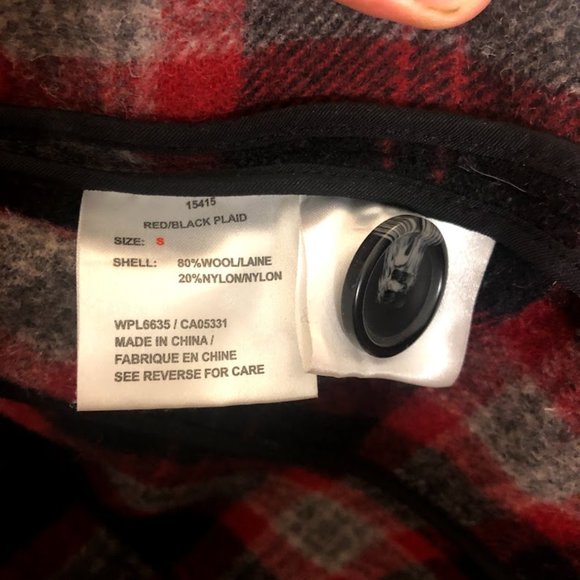 15415
RED/BLACK PLAID
SIZE: S
SHELL: 80%WOOL/LAINE
20%NYLON/NYLON
WPL6635 / CA05331
MADE IN CHINA /
FABRIQUE EN CHINE
SEE REVERSE FOR CARE